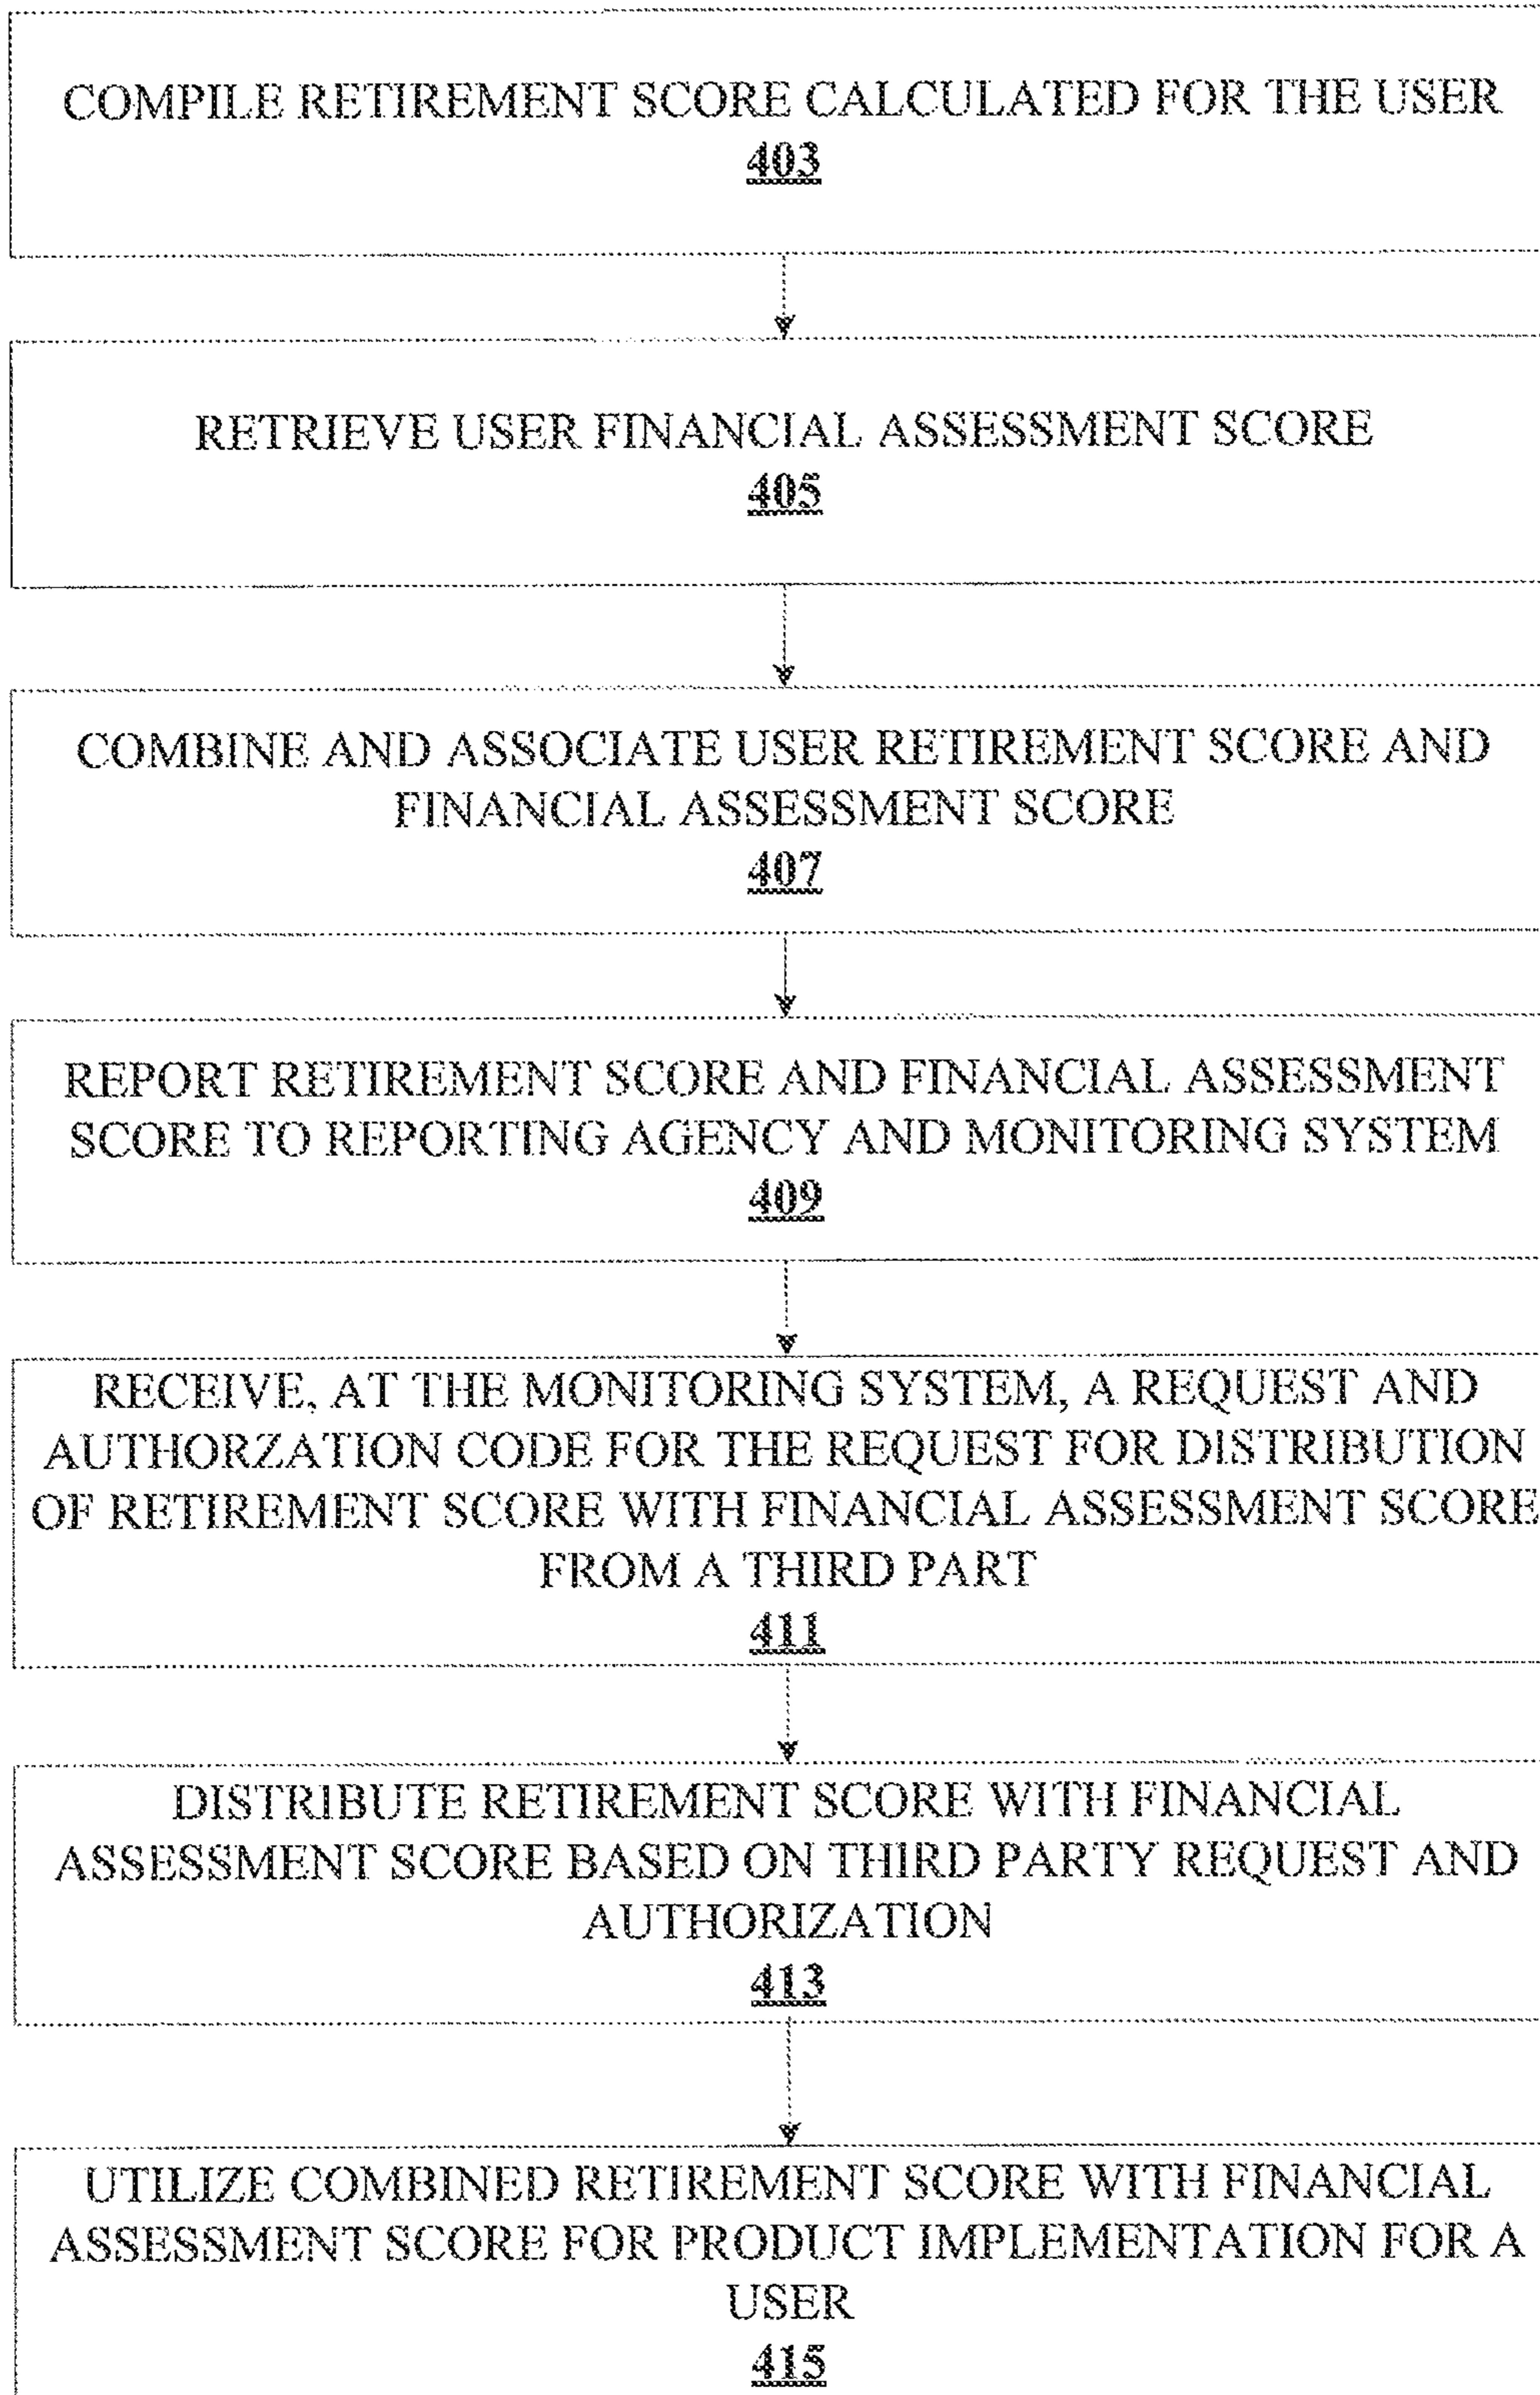 COMPILE RETIREMENT SCORE CALCULATED FOR THE USER
403
RETRIEVE USER FINANCIAL ASSESSMENT SCORE
405
COMBINE AND ASSOCIATE USER RETIREMENT SCORE AND
FINANCIAL ASSESSMENT SCORE
407
REPORT RETIREMENT SCORE AND FINANCIAL ASSESSMENT
SCORE TO REPORTING AGENCY AND MONITORING SYSTEM
409
RECEIVE, AT THE MONITORING SYSTEM, A REQUEST AND
AUTHORZATION CODE FOR THE REQUEST FOR DISTRIBUTION
OF RETIREMENT SCORE WITH FINANCIAL ASSESSMENT SCORE
FROM A THIRD PART
411
DISTRIBUTE RETIREMENT SCORE WITH FINANCIAL
ASSESSMENT SCORE BASED ON THIRD PARTY REQUEST AND
AUTHORIZATION
413
UTILIZE COMBINED RETIREMENT SCORE WITH FINANCIAL
ASSESSMENT SCORE FOR PRODUCT IMPLEMENTATION FOR A
USER
415